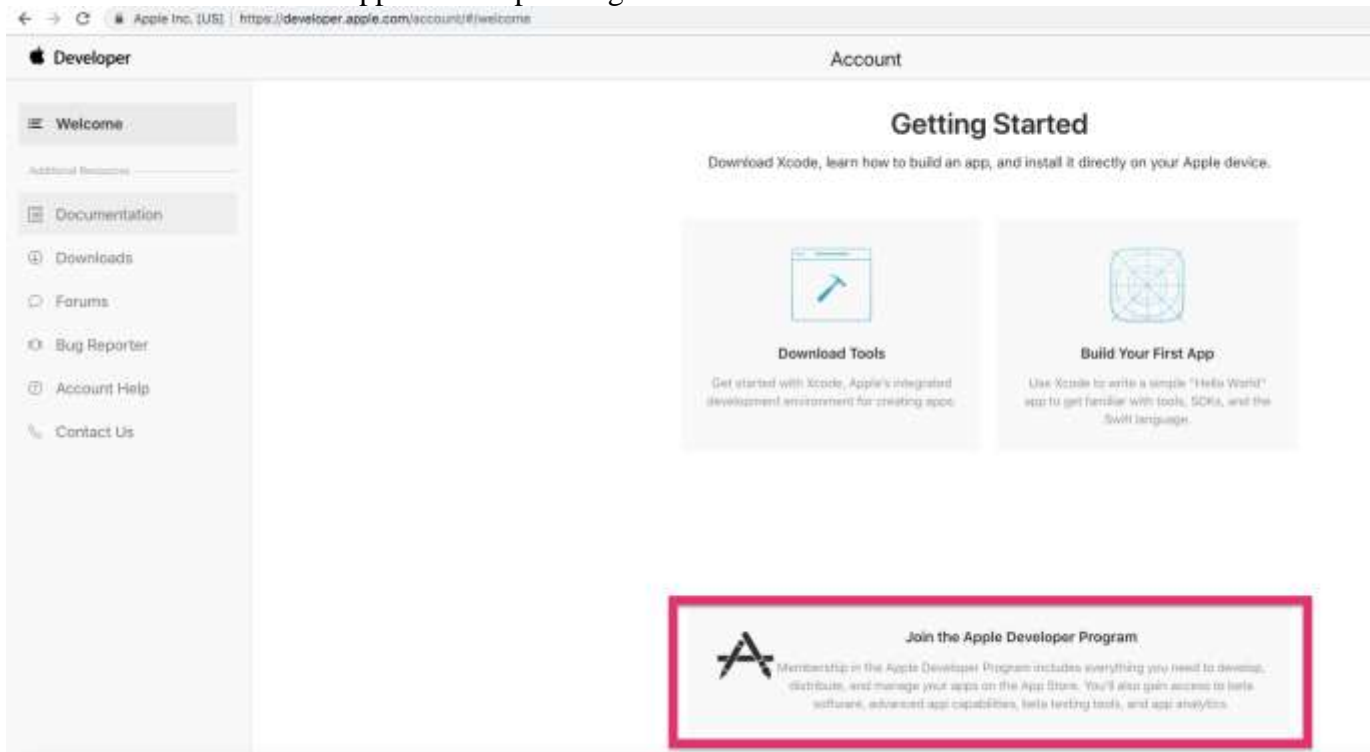 Apple Inc. [US] | https://developer.apple.com/account/#/welcome
Developer
Account
Welcome
Additional Resources
Documentation
Downloads
Forums
Bug Reporter
Account Help
Contact Us
Getting Started
Download Xcode, learn how to build an app, and install it directly on your Apple device.
Download Tools
Get started with Xcode, Apple's integrated
development environment for creating apps.
Build Your First App
Use Xcode to write a simple "Hello World"
app to get familiar with tools, SDKs, and the
Swift language.
Join the Apple Developer Program
Membership in the Apple Developer Program includes everything you need to develop,
distribute, and manage your apps on the App Store. You'll also gain access to beta
software, advanced app capabilities, beta testing tools, and app analytics.